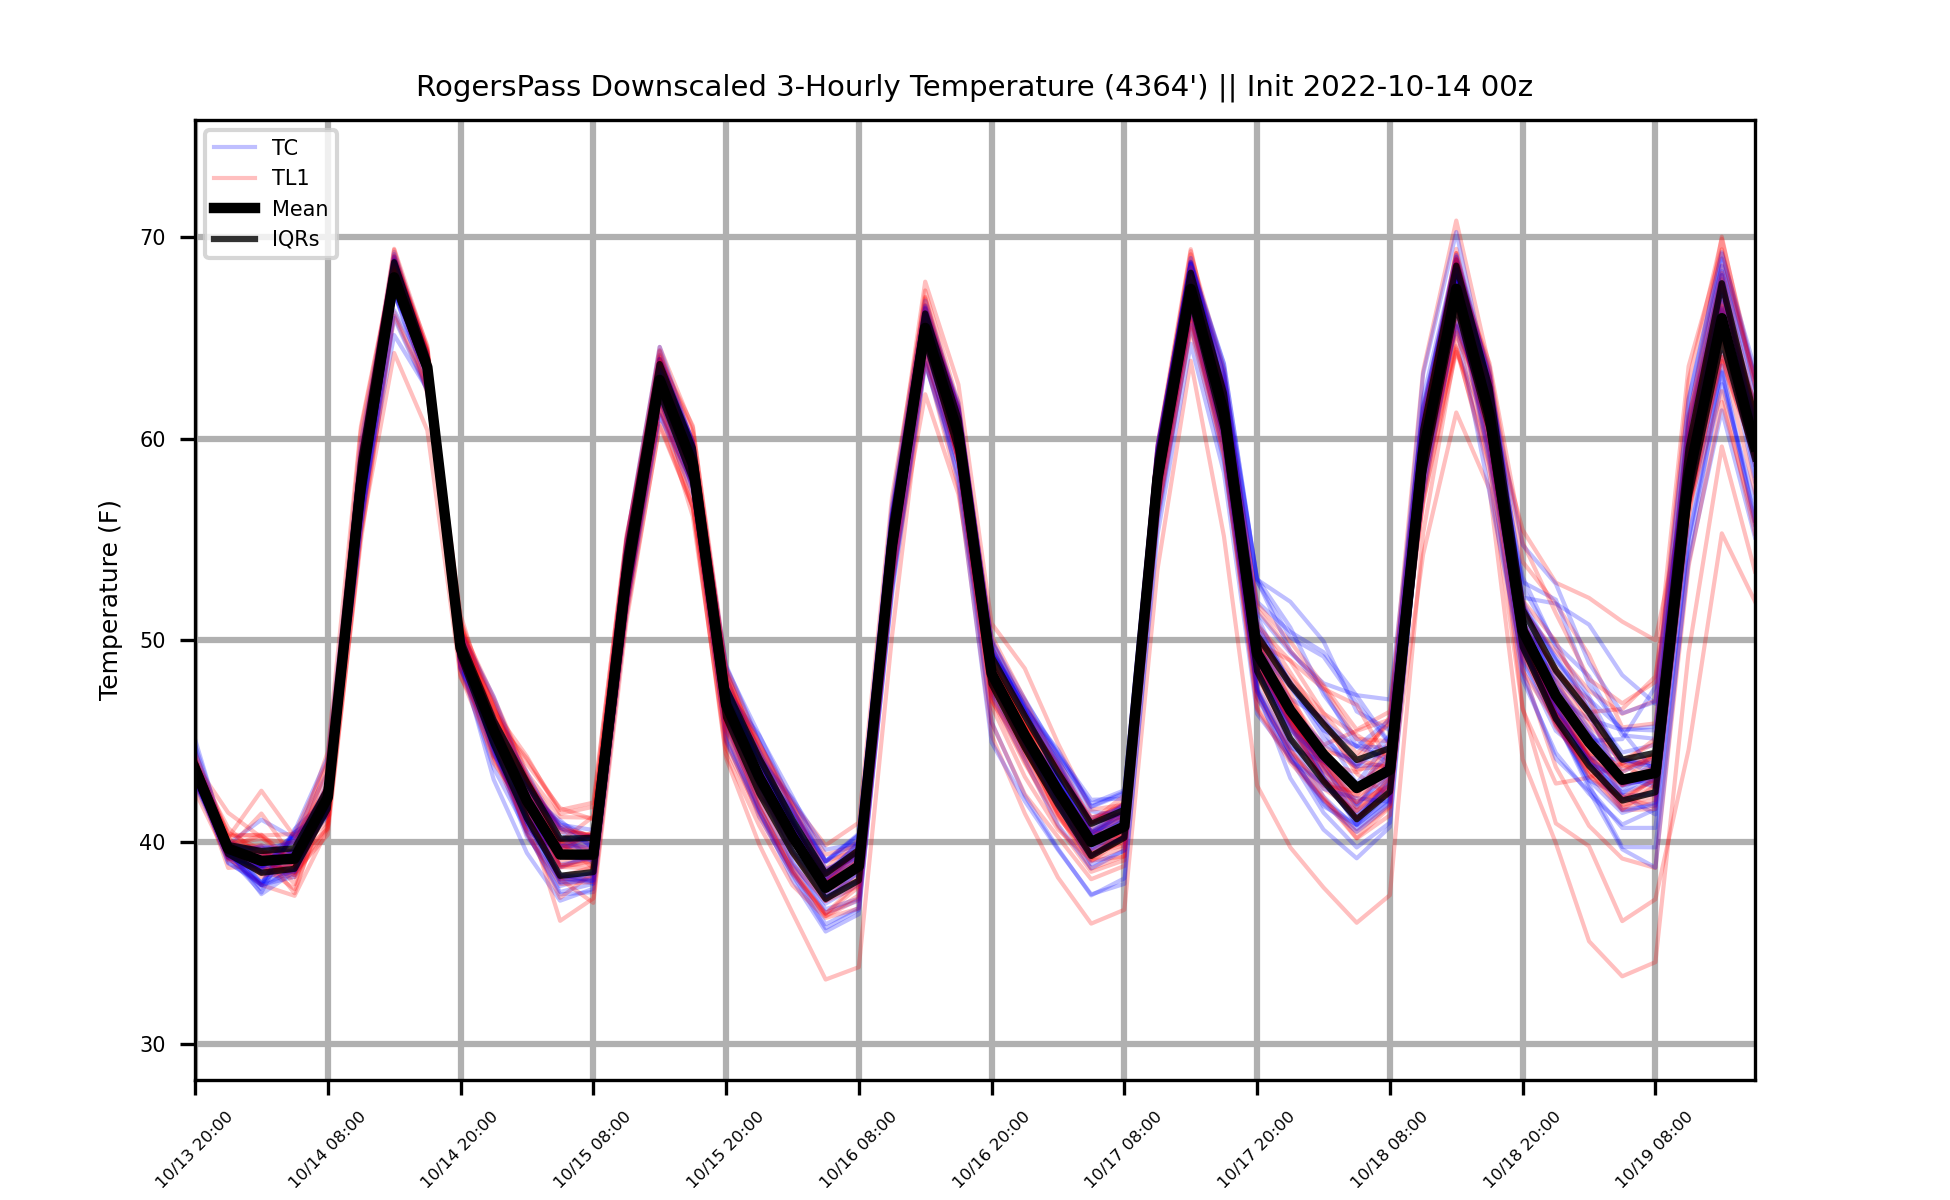 RogersPass Downscaled 3-Hourly Temperature (4364') || Init 2022-10-14 00z
TC
TL1
Mean
IQRs
Temperature (F)
70
60
50
40
30
10/13 20:00
10/14 08:00
10/14 20:00
10/15 08:00
10/15 20:00
10/16 08:00
10/16 20:00
10/17 08:00
10/17 20:00
10/18 08:00
10/18 20:00
10/19 08:00